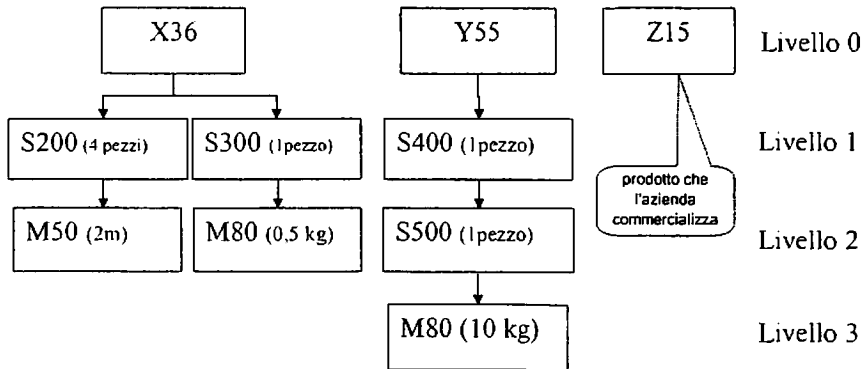 X36
Y55
Z15
Livello 0
S200 (4 pezzi)
S300 (1pezzo)
S400 (1pezzo)
Livello 1
prodotto che
l'azienda
commercializza
M50 (2m)
M80 (0,5 kg)
S500 (1pezzo)
Livello 2
M80 (10 kg)
Livello 3